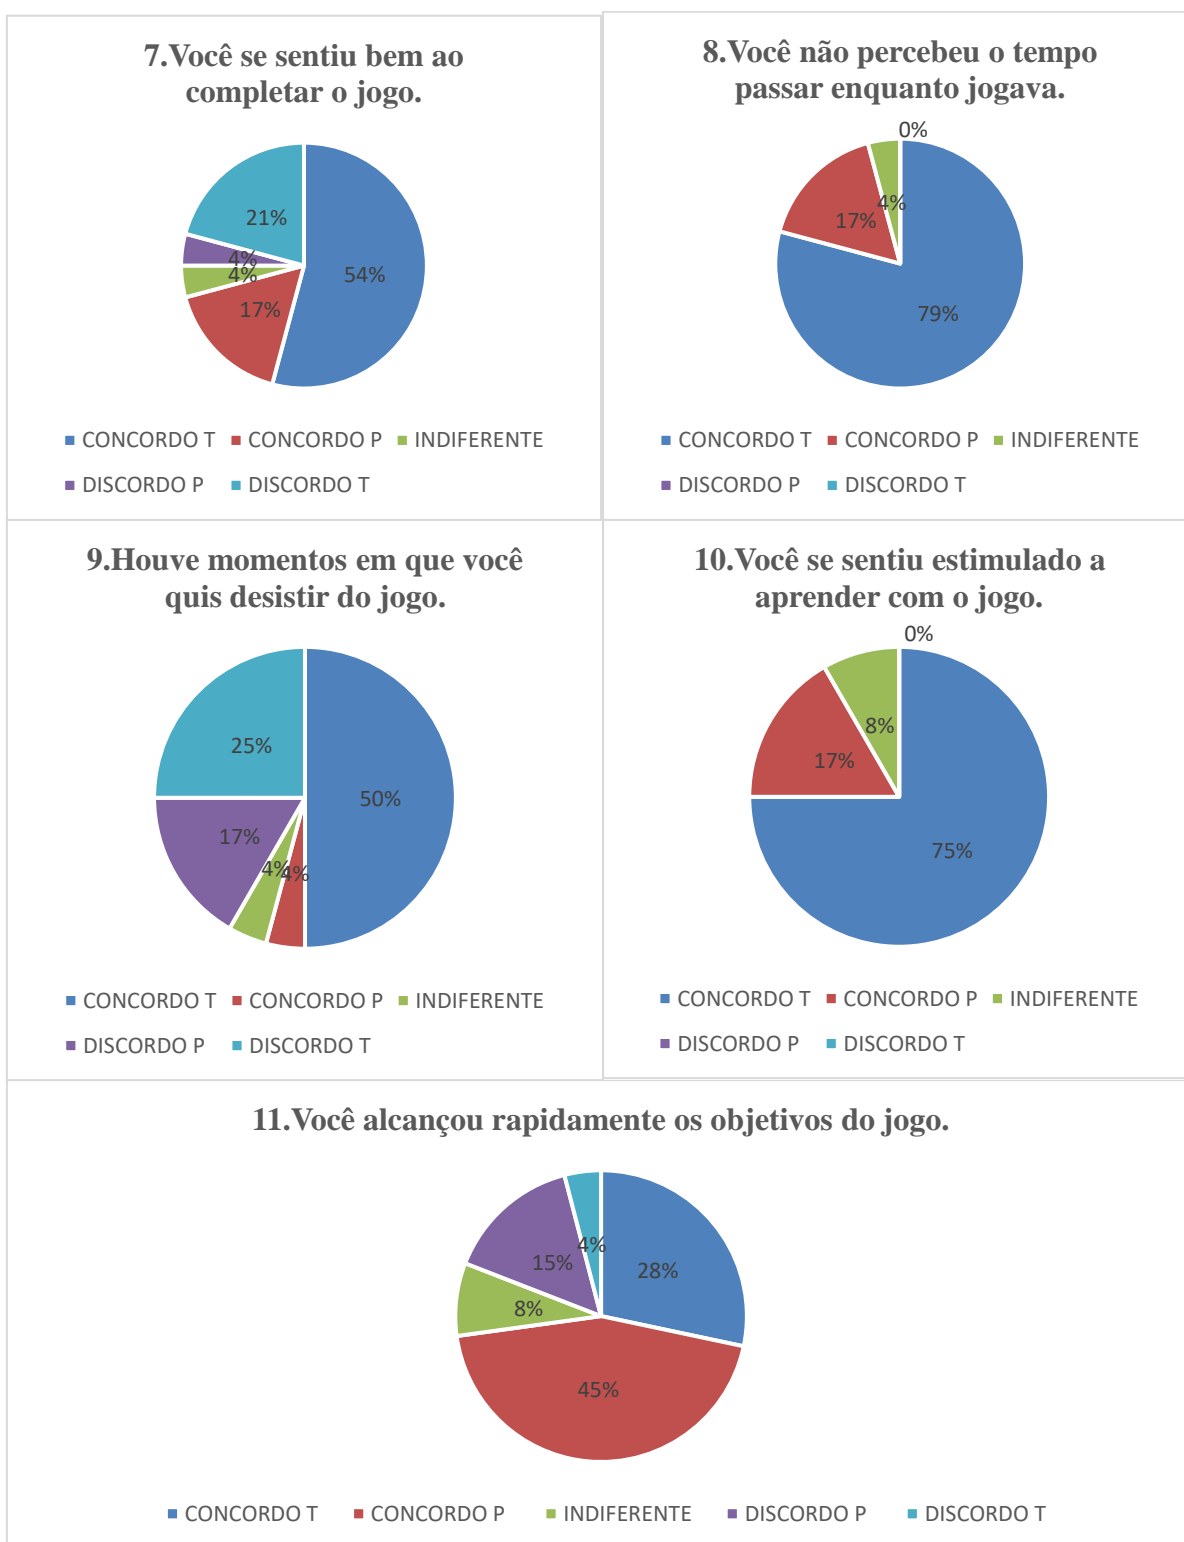 7.Você se sentiu bem ao
completar o jogo.
21%
4%
4%
54%
17%
CONCORDO T CONCORDO P INDIFERENTE
DISCORDO P DISCORDO T
8.Você não percebeu o tempo
passar enquanto jogava.
0%
4%
17%
79%
CONCORDO T CONCORDO P INDIFERENTE
DISCORDO P DISCORDO T
9.Houve momentos em que você
quis desistir do jogo.
25%
50%
17%
4%
4%
CONCORDO T CONCORDO P INDIFERENTE
DISCORDO P DISCORDO T
10.Você se sentiu estimulado a
aprender com o jogo.
0%
8%
17%
75%
CONCORDO T CONCORDO P INDIFERENTE
DISCORDO P DISCORDO T
11.Você alcançou rapidamente os objetivos do jogo.
4%
15%
28%
8%
45%
CONCORDO T CONCORDO P INDIFERENTE DISCORDO P DISCORDO T